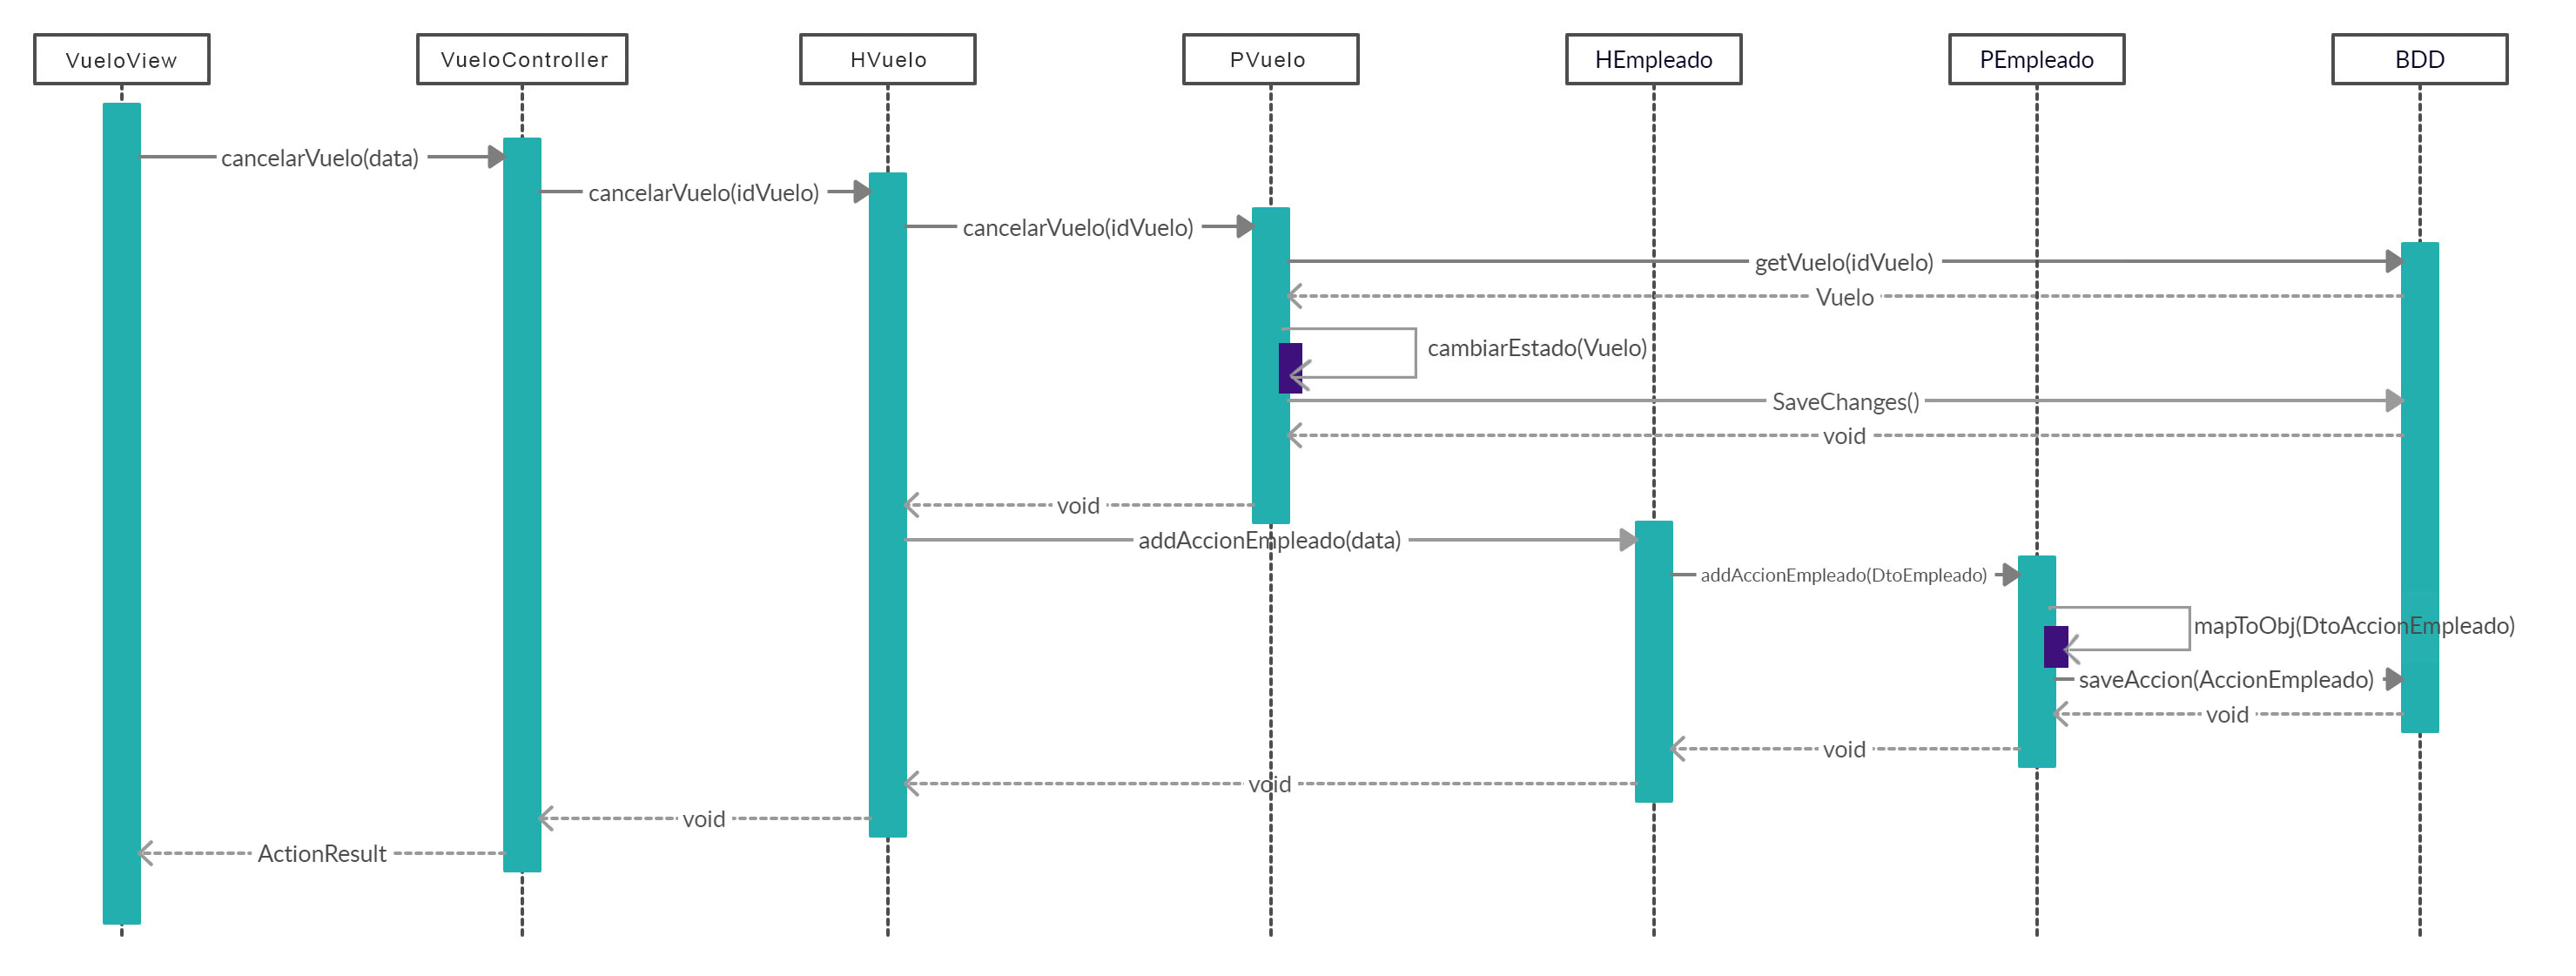 VueloView
VueloController
HVuelo
PVuelo
HEmpleado
PEmpleado
BDD
cancelarVuelo(data)
cancelarVuelo(idVuelo)
cancelarVuelo(idVuelo)
getVuelo(idVuelo)
Vuelo
cambiarEstado(Vuelo)
SaveChanges()
void
void
addAccionEmpleado(data)
addAccionEmpleado(DtoEmpleado)
mapToObj(DtoAccionEmpleado)
saveAccion(AccionEmpleado)
void
void
void
void
ActionResult